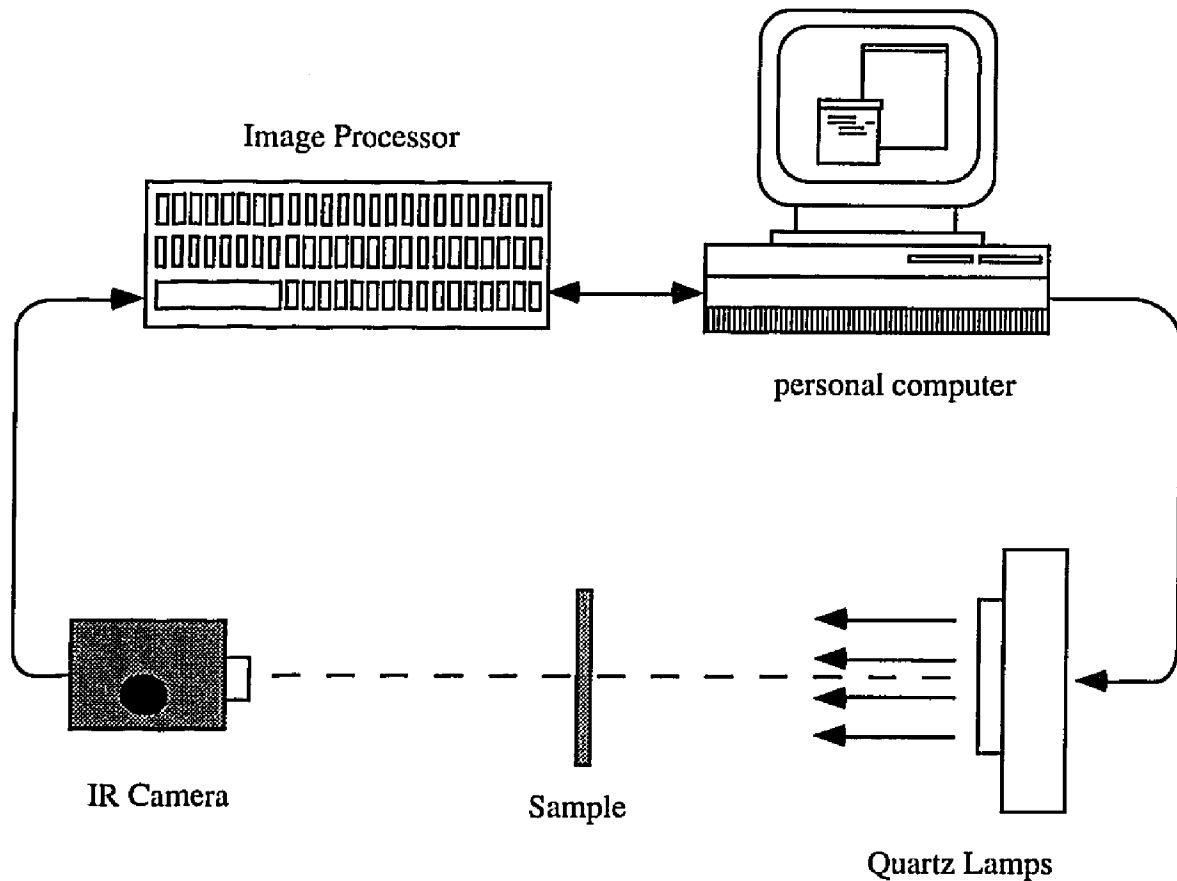 Image Processor
personal computer
IR Camera
Sample
Quartz Lamps